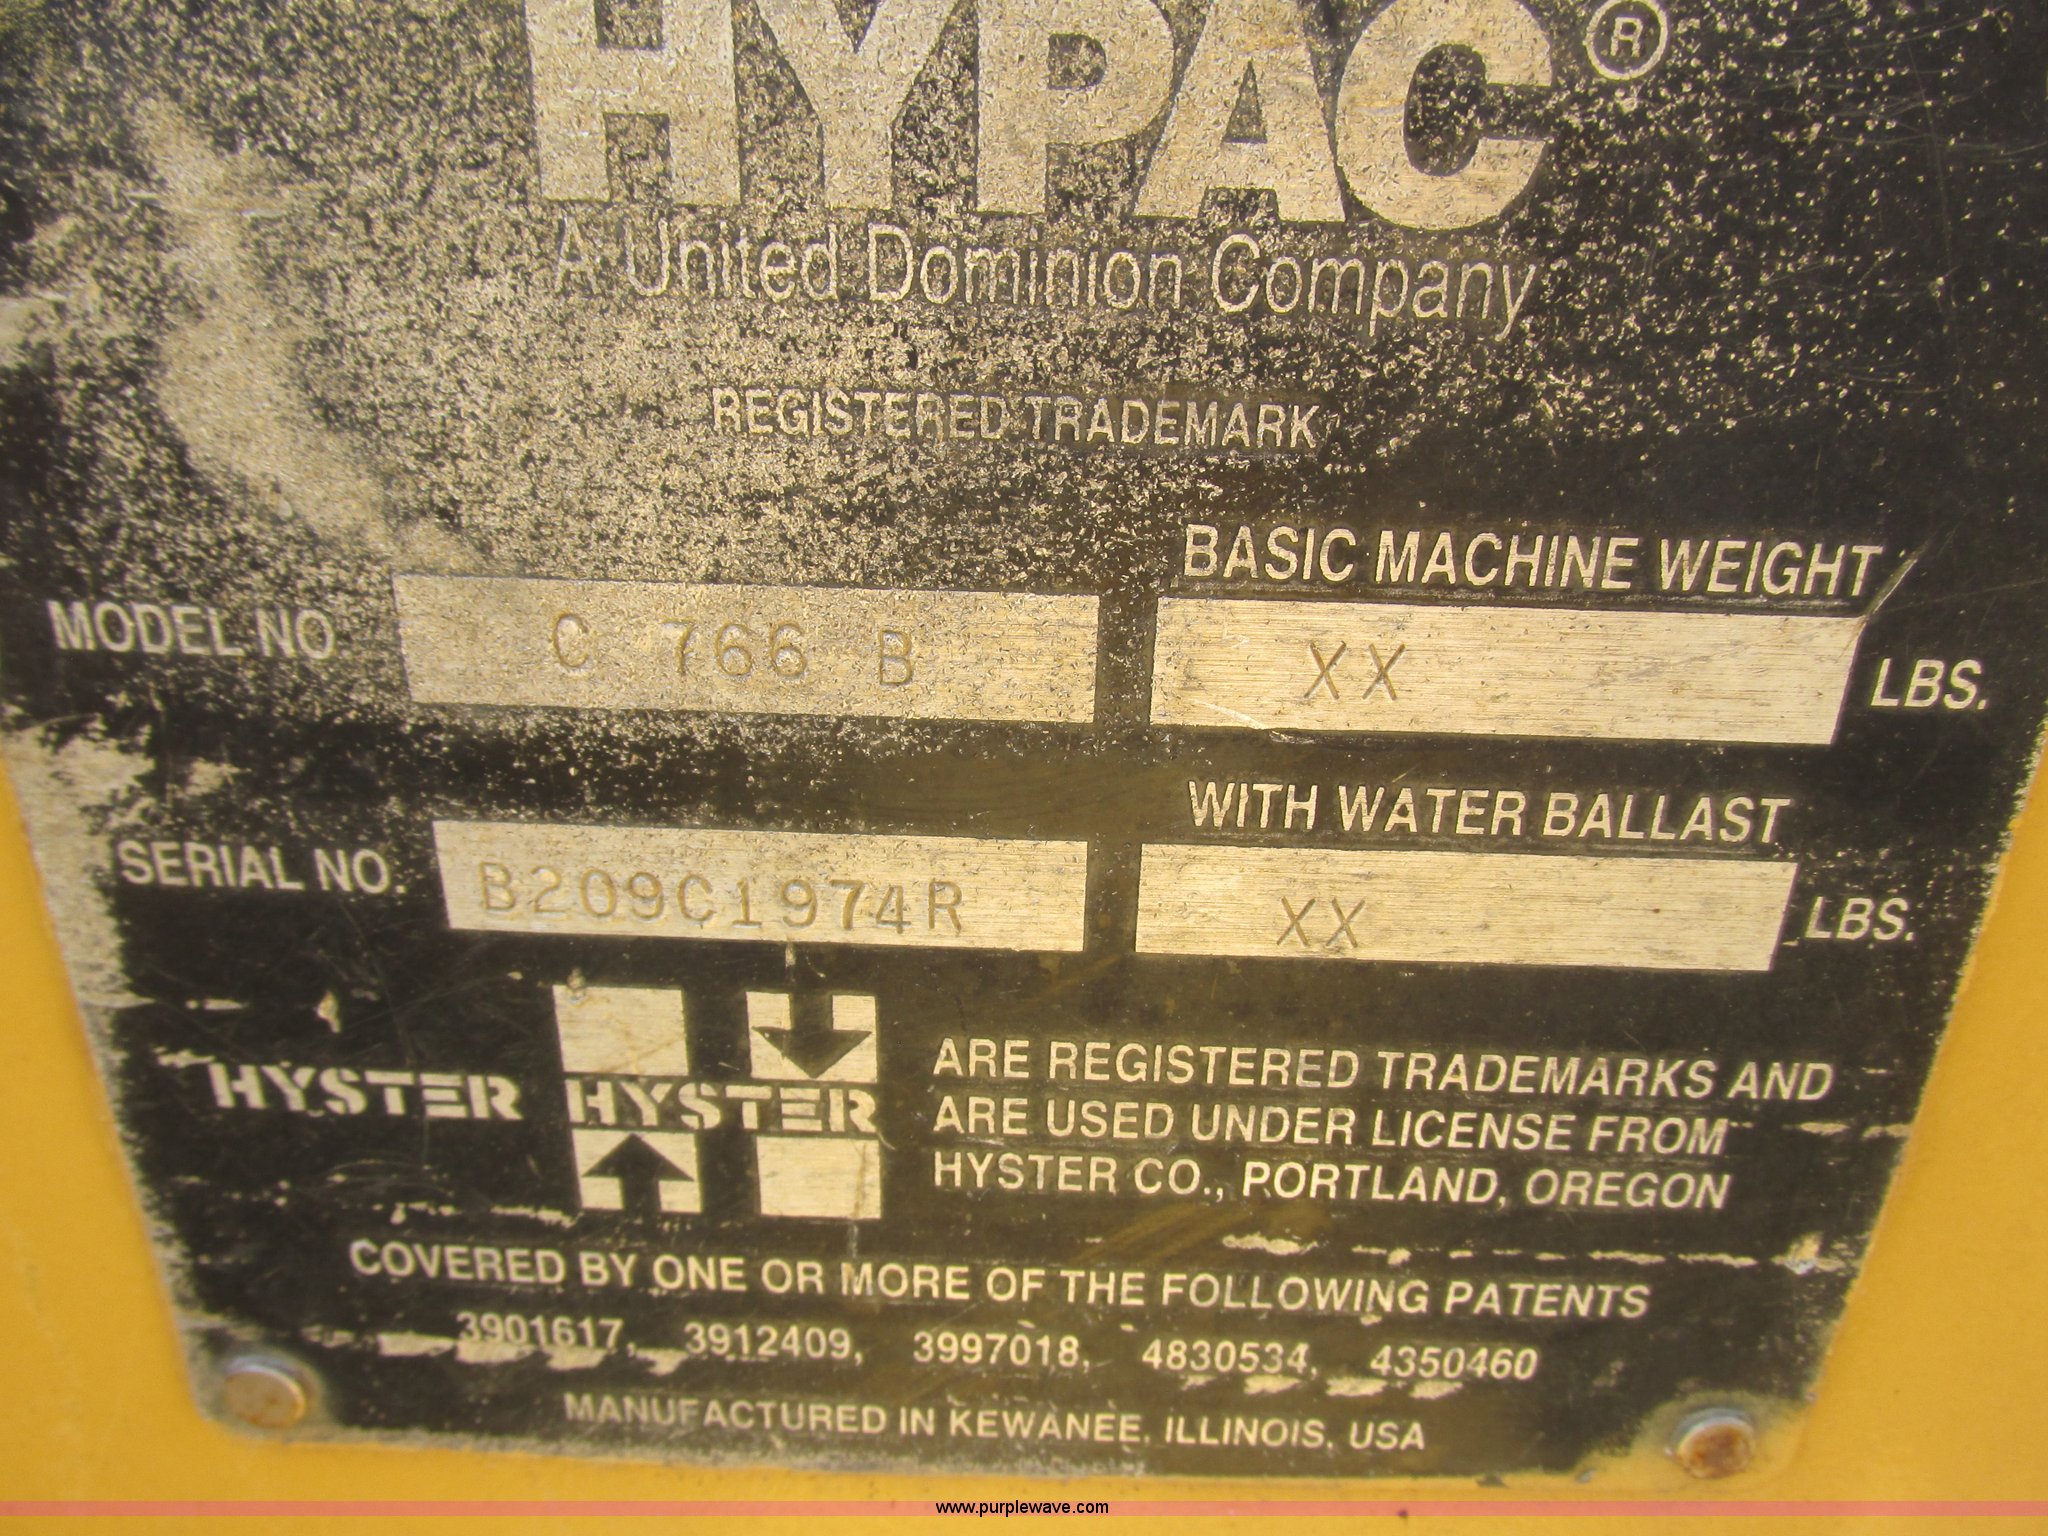 HYPAC ®
A United Dominion Company
REGISTERED TRADEMARK
BASIC MACHINE WEIGHT
MODEL NO C 766 B XX LBS.
WITH WATER BALLAST
SERIAL NO. B209C1974R XX LBS.
HYSTER HYSTER
ARE REGISTERED TRADEMARKS AND
ARE USED UNDER LICENSE FROM
HYSTER CO., PORTLAND, OREGON
COVERED BY ONE OR MORE OF THE FOLLOWING PATENTS
3901617, 3912409, 3997018, 4830534, 4350460
MANUFACTURED IN KEWANEE, ILLINOIS, USA
www.purplewave.com